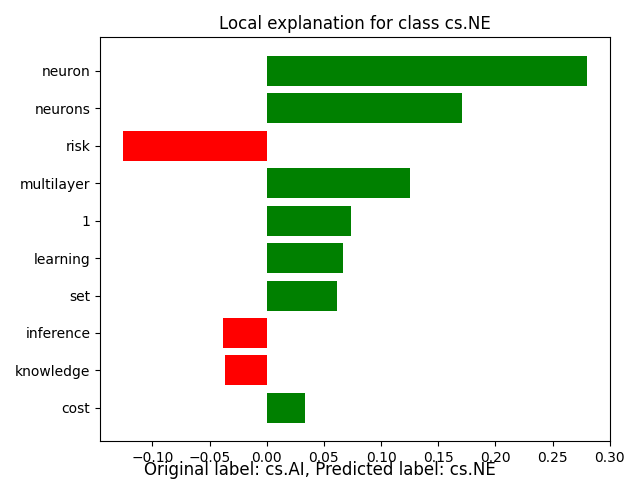 Local explanation for class cs.NE
neuron
neurons
risk
multilayer
1
learning
set
inference
knowledge
cost
−0.10 −0.05 0.00 0.05 0.10 0.15 0.20 0.25 0.30
Original label: cs.AI, Predicted label: cs.NE